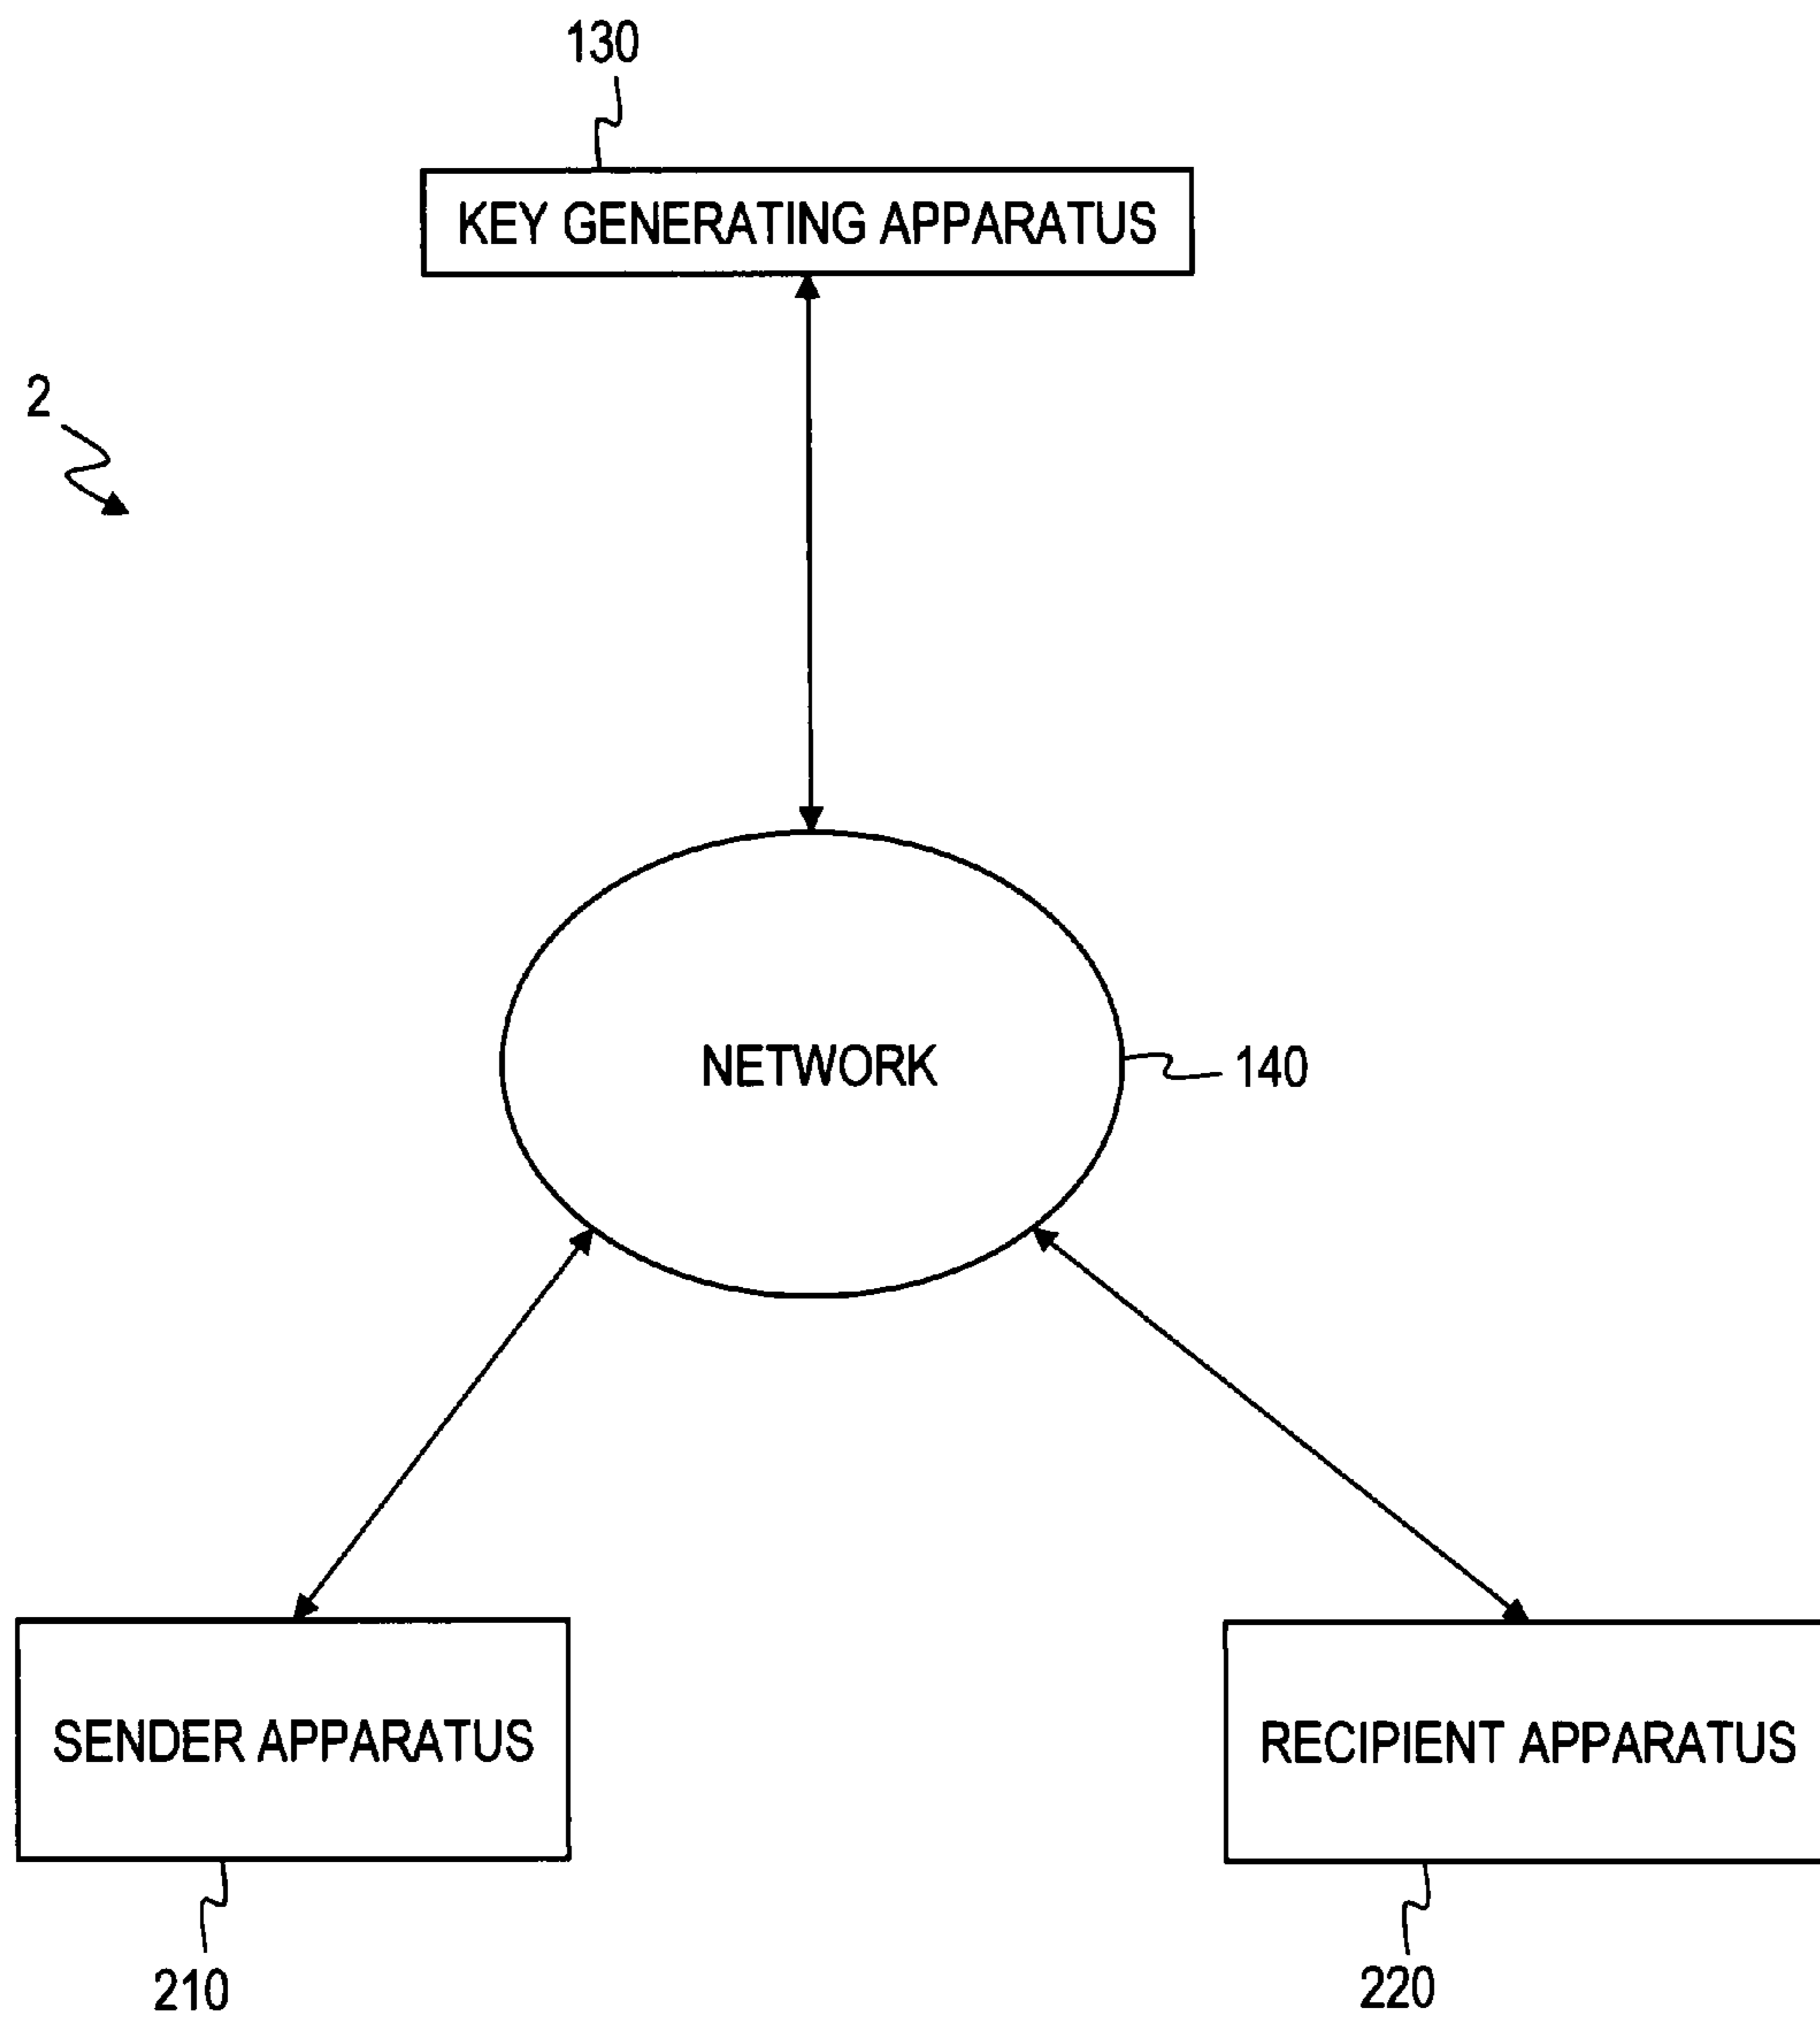 130
KEY GENERATING APPARATUS
2
NETWORK
140
SENDER APPARATUS
RECIPIENT APPARATUS
210
220